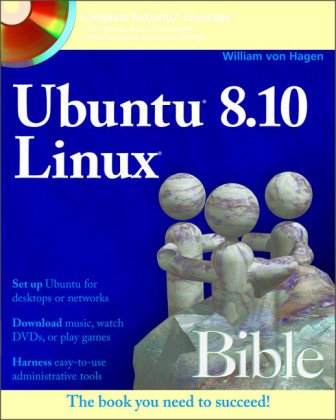 Complete Xubuntu™ Coverage
William von Hagen
Ubuntu® 8.10
Linux®
Set up Ubuntu for
desktops or networks
Download music, watch
DVDs, or play games
Harness easy-to-use
administrative tools
Bible
The book you need to succeed!